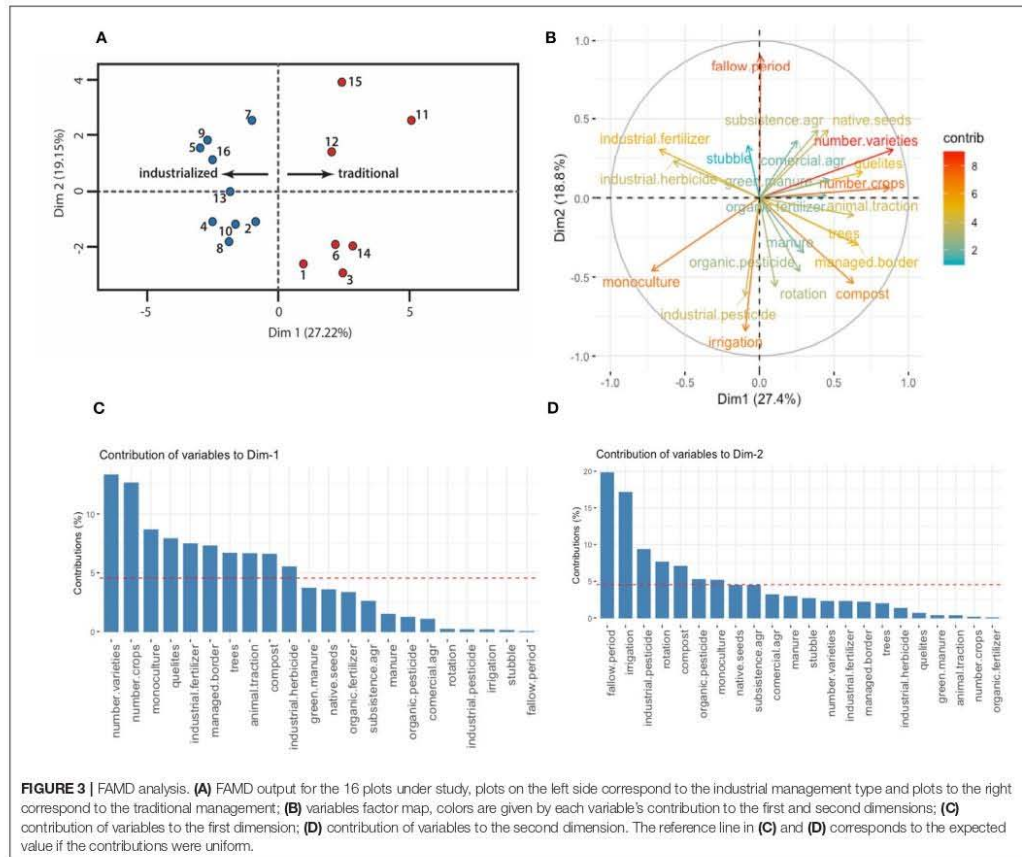 A
4
2
0
-2
Dim 2 (19.15%)
15
11
7
12
9
5
16
industrialized
traditional
13
4
10
2
8
6
14
1
3
-5
0
5
Dim 1 (27.22%)
B
1.0
0.5
0.0
-0.5
-1.0
Dim2 (18.8%)
fallow.period
subsistence.agr
native.seeds
industrial.fertilizer
number.varieties
stubble
comercial.agr
quelites
industrial.herbicide
green.manure
number.crops
organic.fertilizer
animal.traction
manure
trees
organic.pesticide
managed.border
monoculture
rotation
compost
industrial.pesticide
irrigation
-1.0
-0.5
0.0
0.5
1.0
Dim1 (27.4%)
contrib
8
6
4
2
C
Contribution of variables to Dim-1
Contributions (%)
10
5
0
number.varieties
number.crops
monoculture
quelites
industrial.fertilizer
managed.border
trees
animal.traction
compost
industrial.herbicide
green.manure
native.seeds
organic.fertilizer
subsistence.agr
manure
organic.pesticide
comercial.agr
rotation
industrial.pesticide
irrigation
stubble
fallow.period
D
Contribution of variables to Dim-2
Contributions (%)
20
15
10
5
0
fallow.period
irrigation
industrial.pesticide
rotation
compost
organic.pesticide
monoculture
native.seeds
subsistence.agr
comercial.agr
manure
stubble
number.varieties
industrial.fertilizer
managed.border
trees
industrial.herbicide
quelites
green.manure
animal.traction
number.crops
organic.fertilizer
FIGURE 3 | FAMD analysis. (A) FAMD output for the 16 plots under study, plots on the left side correspond to the industrial management type and plots to the right
correspond to the traditional management; (B) variables factor map, colors are given by each variable's contribution to the first and second dimensions; (C)
contribution of variables to the first dimension; (D) contribution of variables to the second dimension. The reference line in (C) and (D) corresponds to the expected
value if the contributions were uniform.